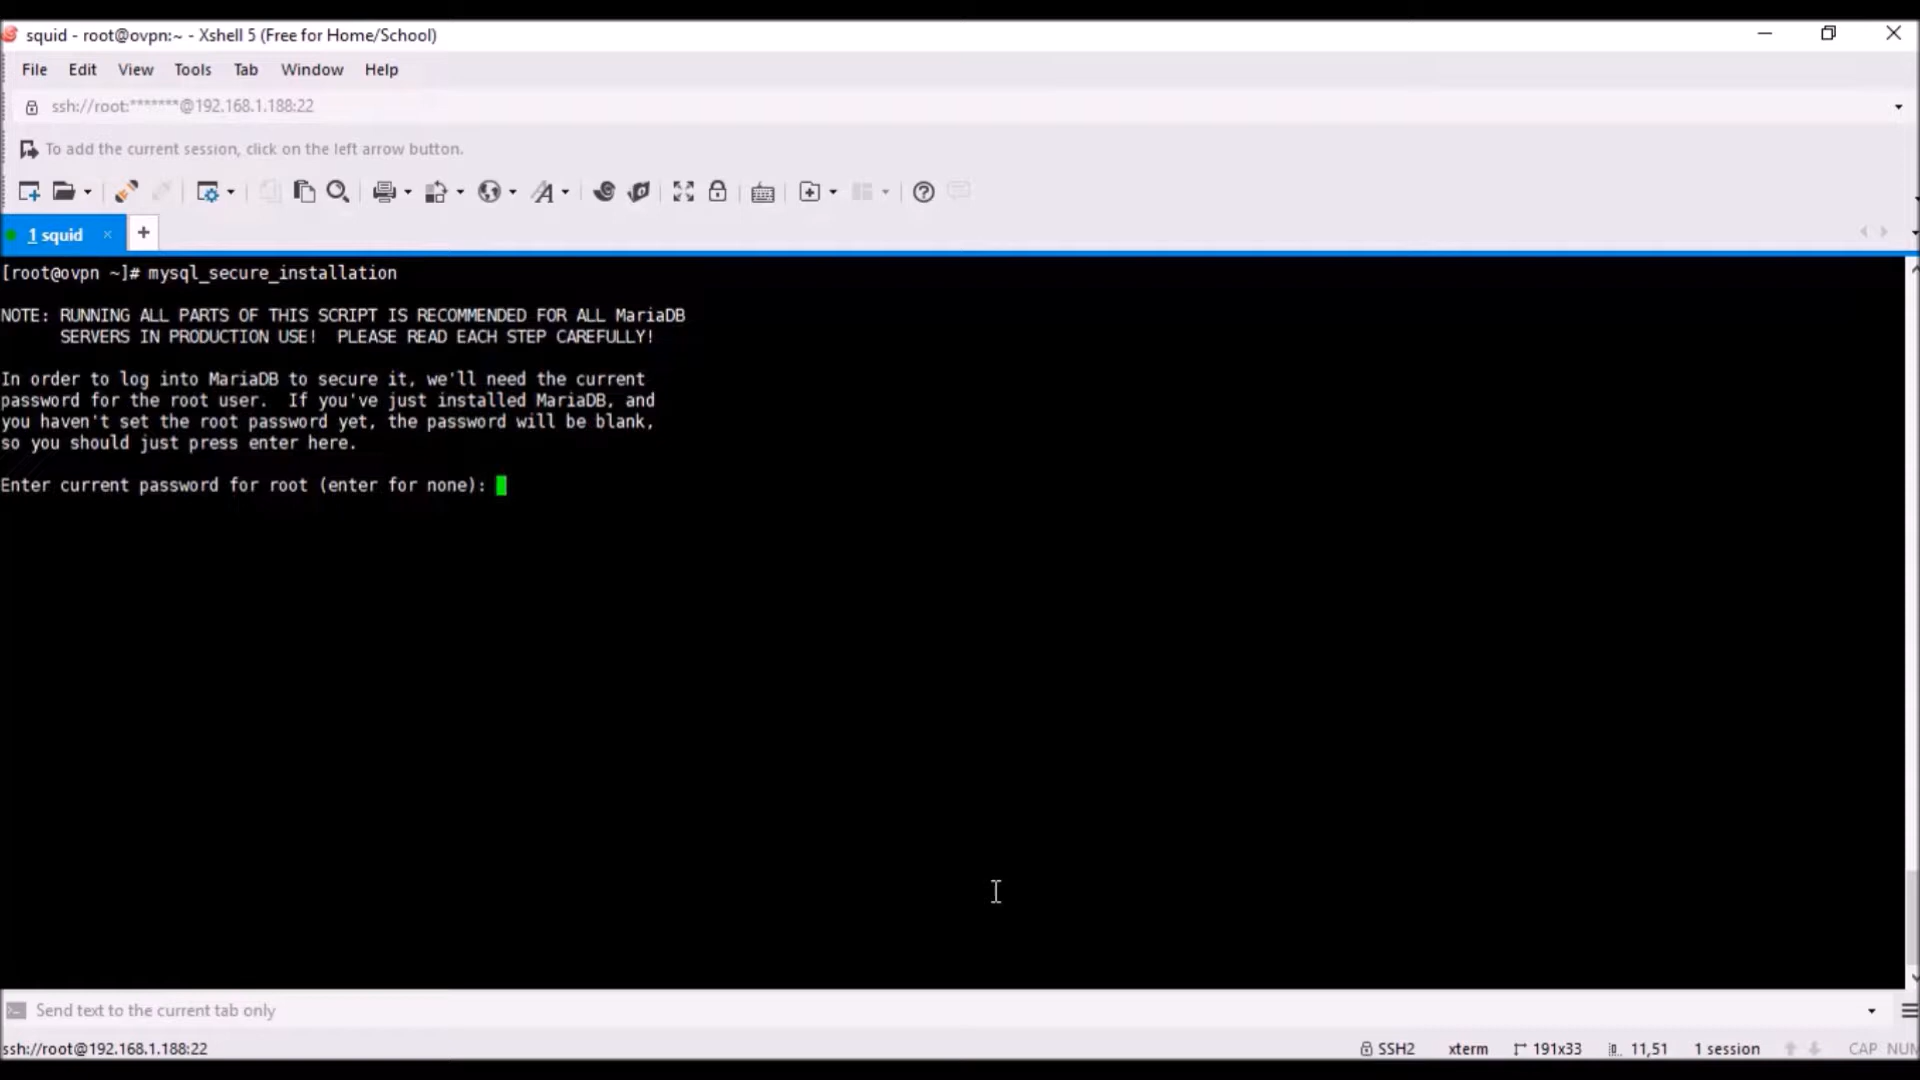 squid - root@ovpn:~ - Xshell 5 (Free for Home/School)
File Edit View Tools Tab Window Help
ssh://root:*******@192.168.1.188:22
To add the current session, click on the left arrow button.
1 squid
[root@ovpn ~]# mysql_secure_installation
NOTE: RUNNING ALL PARTS OF THIS SCRIPT IS RECOMMENDED FOR ALL MariaDB
SERVERS IN PRODUCTION USE!  PLEASE READ EACH STEP CAREFULLY!
In order to log into MariaDB to secure it, we'll need the current
password for the root user.  If you've just installed MariaDB, and
you haven't set the root password yet, the password will be blank,
so you should just press enter here.
Enter current password for root (enter for none):
Send text to the current tab only
ssh://root@192.168.1.188:22 SSH2 xterm 191x33 11,51 1 session CAP NUM